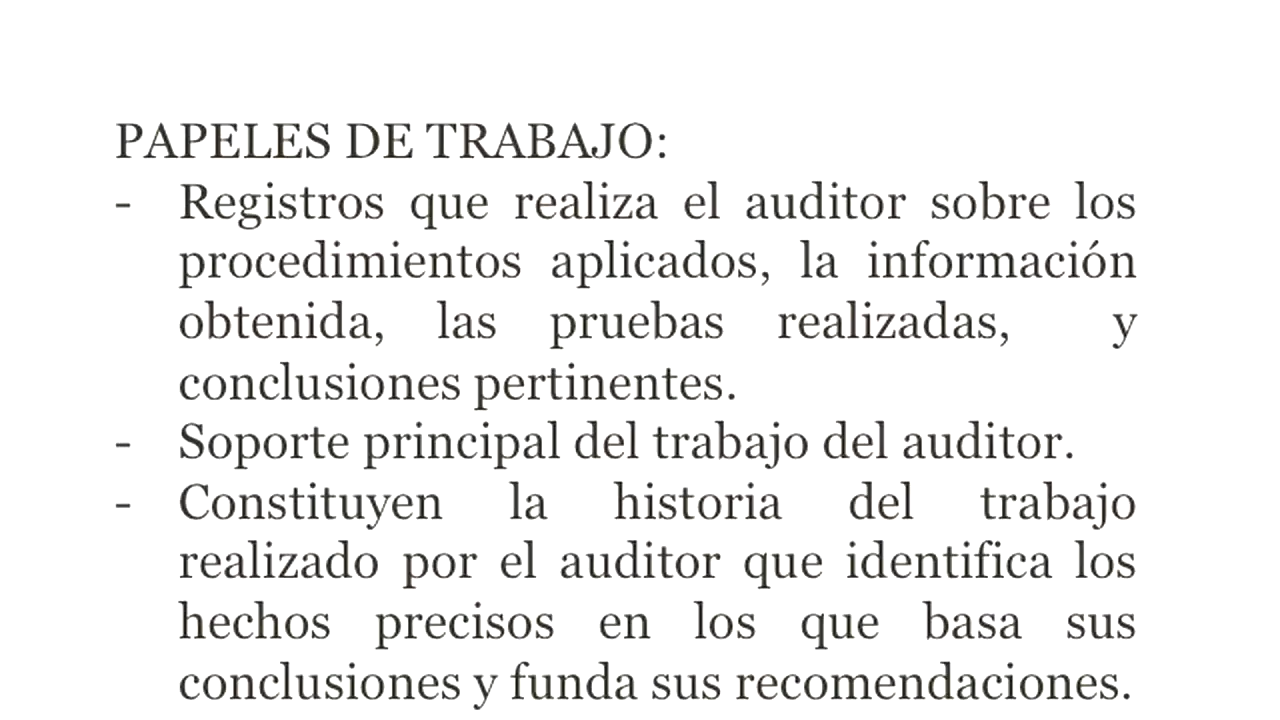 PAPELES DE TRABAJO:
- Registros que realiza el auditor sobre los
procedimientos aplicados, la información
obtenida, las pruebas realizadas, y
conclusiones pertinentes.
- Soporte principal del trabajo del auditor.
- Constituyen la historia del trabajo
realizado por el auditor que identifica los
hechos precisos en los que basa sus
conclusiones y funda sus recomendaciones.